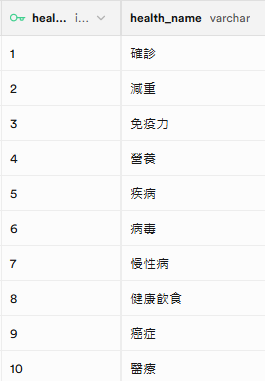 heal... i... health_name varchar
1 確診
2 減重
3 免疫力
4 營養
5 疾病
6 病毒
7 慢性病
8 健康飲食
9 癌症
10 醫療